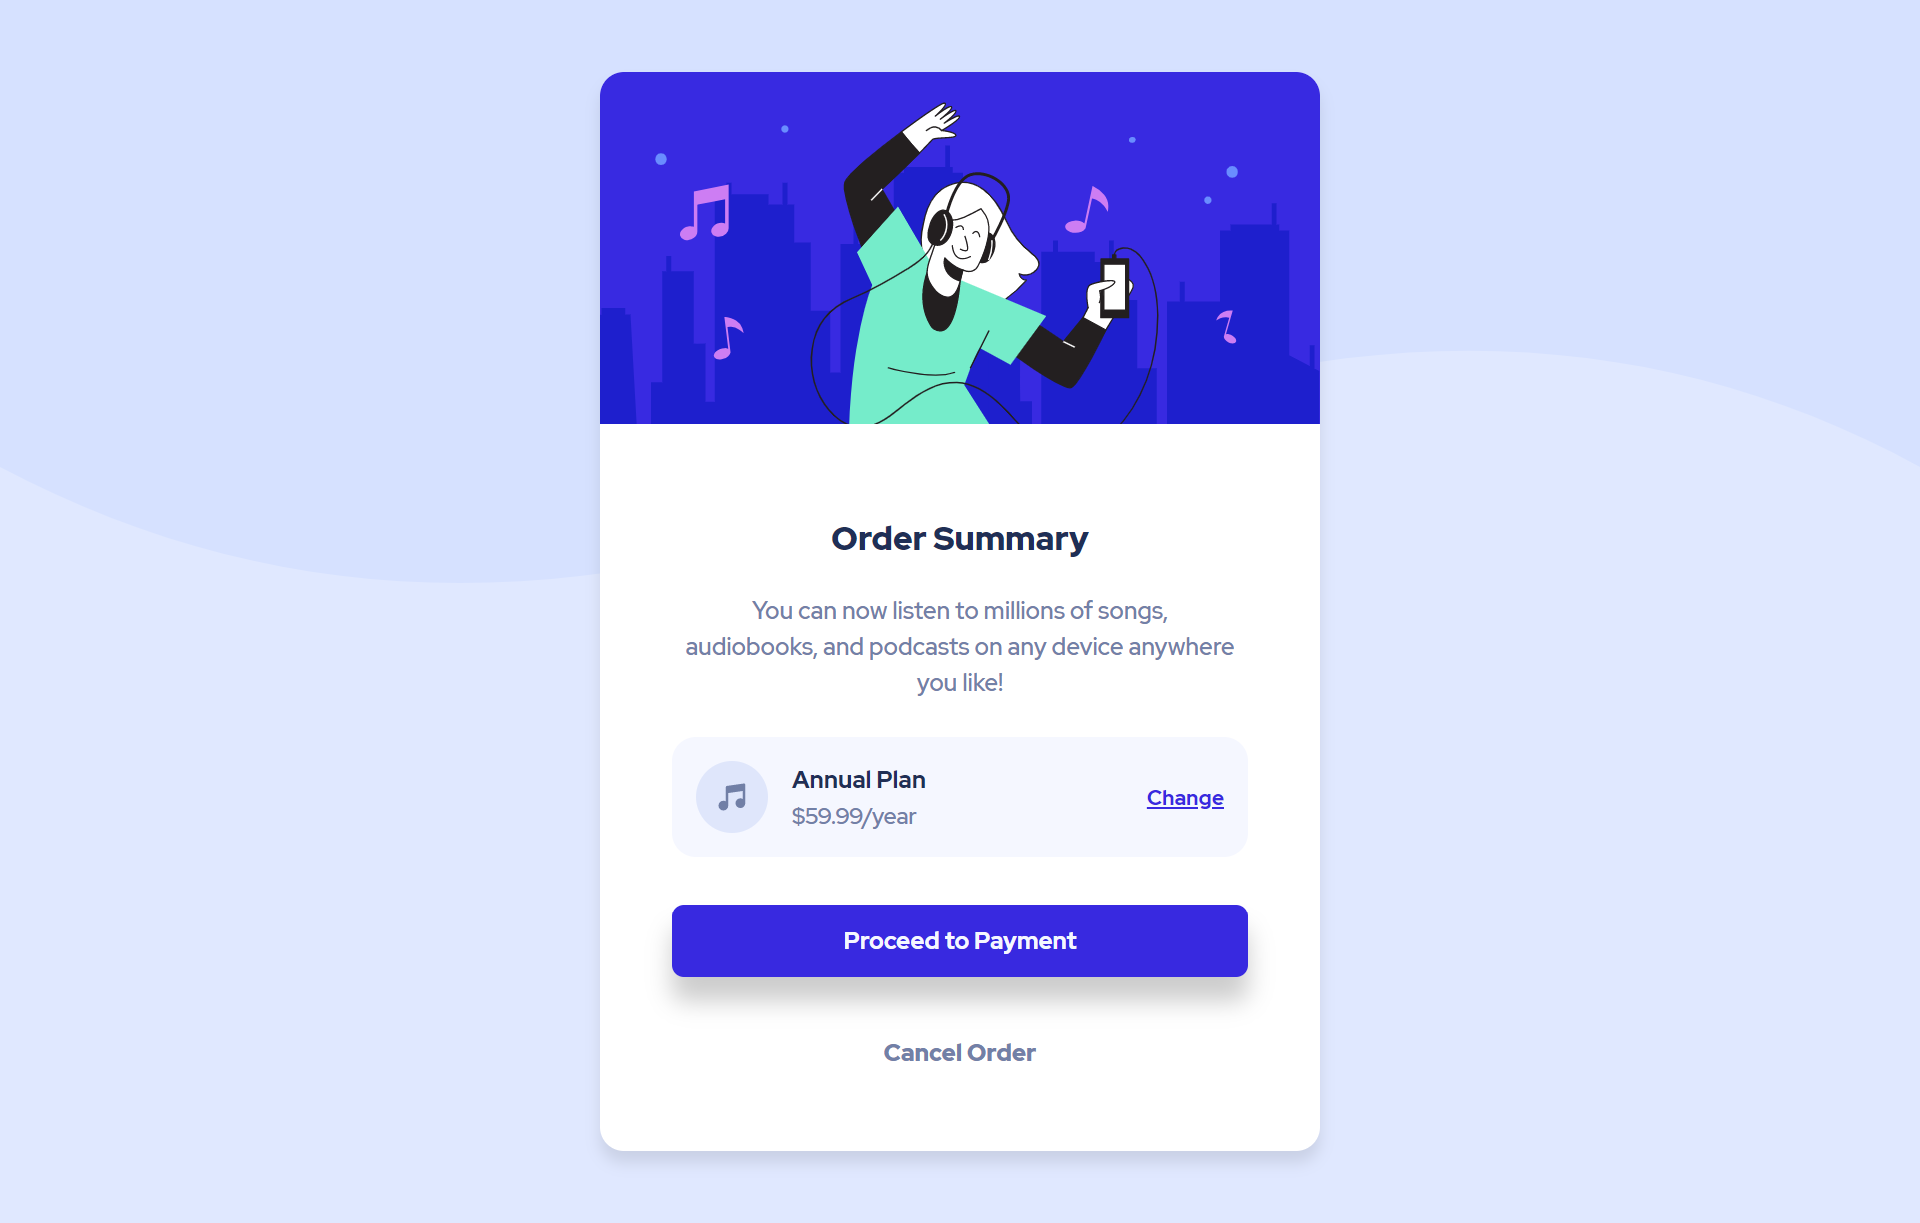 Order Summary
You can now listen to millions of songs,
audiobooks, and podcasts on any device anywhere
you like!
Annual Plan
$59.99/year
Change
Proceed to Payment
Cancel Order